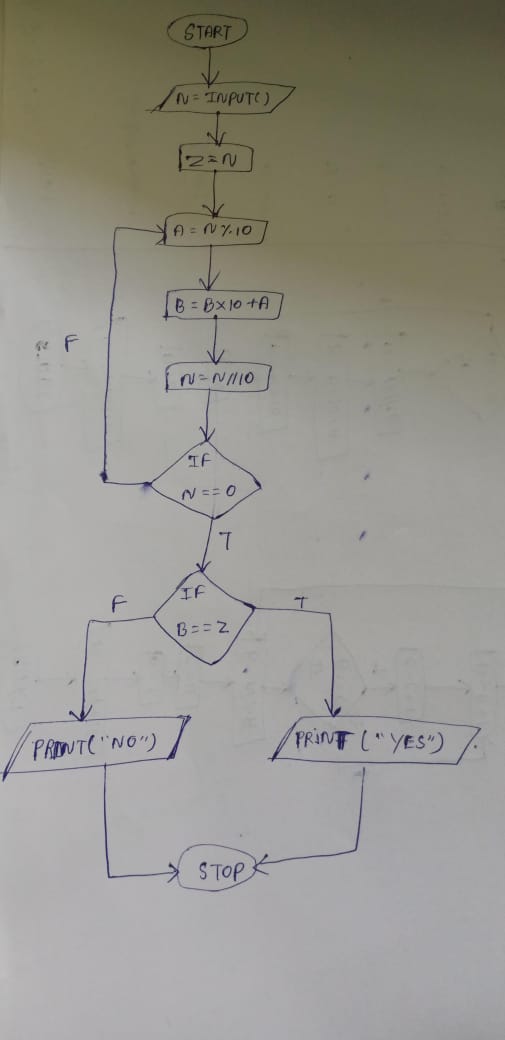 START
N = INPUT()
Z = N
A = N % 10
B = B x 10 + A
F
N = N // 10
IF
N == 0
T
IF
B == Z
F
T
PRINT("NO")
PRINT ("YES")
STOP